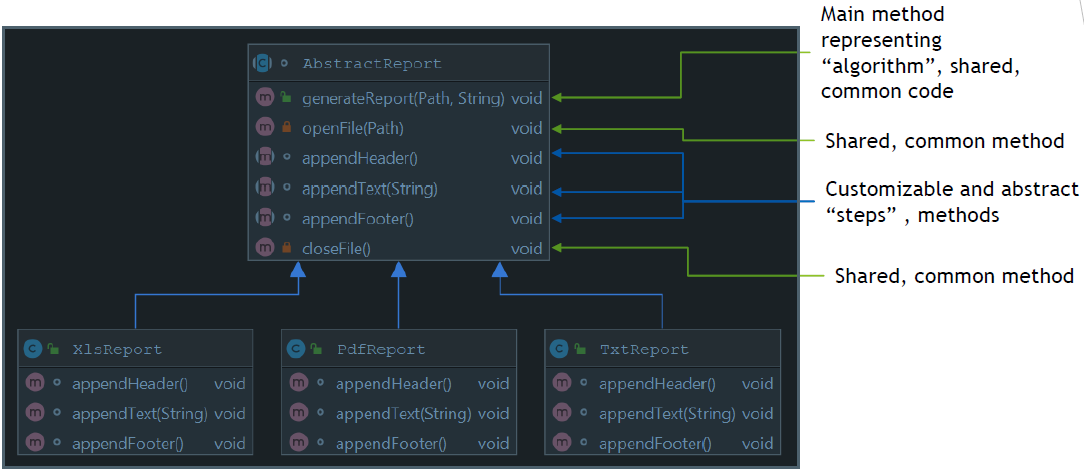 AbstractReport
generateReport(Path, String) void
openFile(Path) void
appendHeader() void
appendText(String) void
appendFooter() void
closeFile() void
Main method
representing
“algorithm”, shared,
common code
Shared, common method
Customizable and abstract
“steps” , methods
Shared, common method
XlsReport
appendHeader() void
appendText(String) void
appendFooter() void
PdfReport
appendHeader() void
appendText(String) void
appendFooter() void
TxtReport
appendHeader() void
appendText(String) void
appendFooter() void